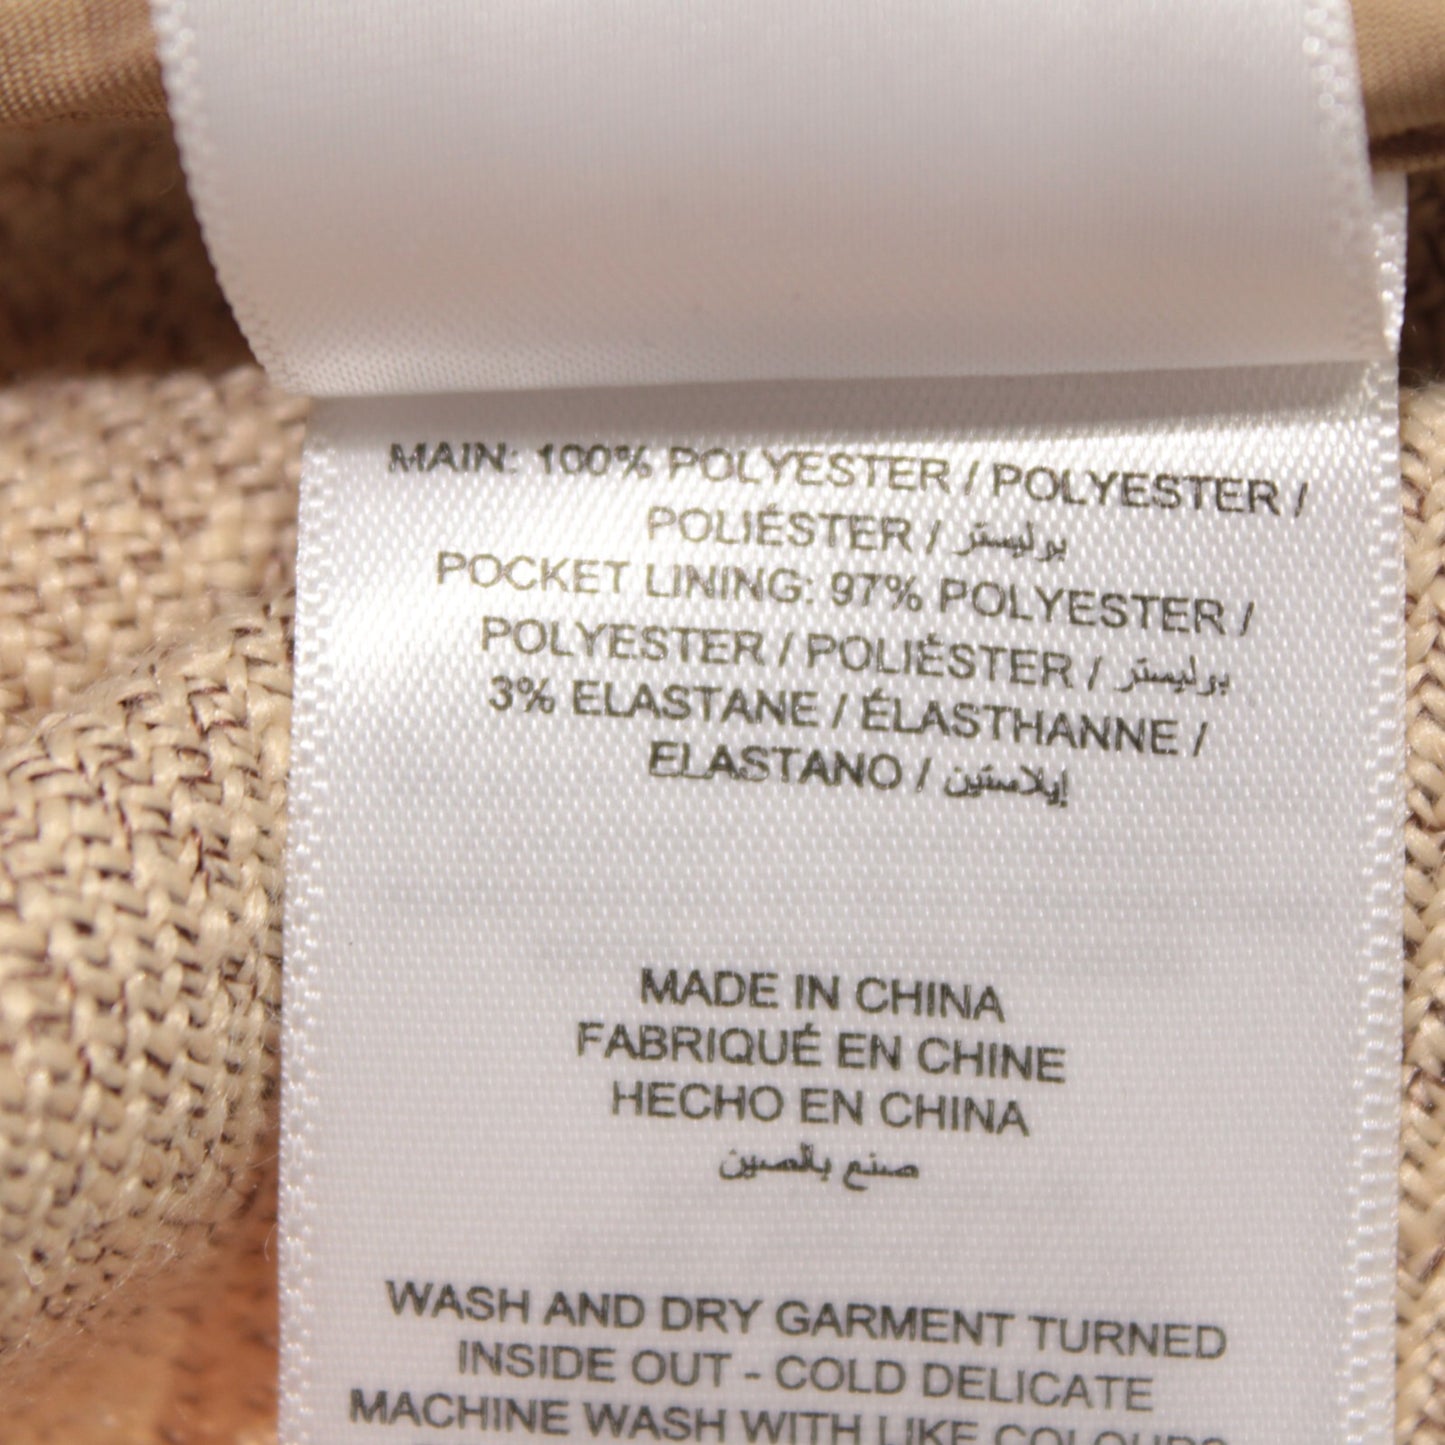 MAIN: 100% POLYESTER / POLYESTER /
POLIÉSTER / بوليستر
POCKET LINING: 97% POLYESTER /
POLYESTER / POLIÉSTER / بوليستر
3% ELASTANE / ÉLASTHANNE /
ELASTANO / إيلاستين
MADE IN CHINA
FABRIQUÉ EN CHINE
HECHO EN CHINA
صنع بالصين
WASH AND DRY GARMENT TURNED
INSIDE OUT - COLD DELICATE
MACHINE WASH WITH LIKE COLOURS